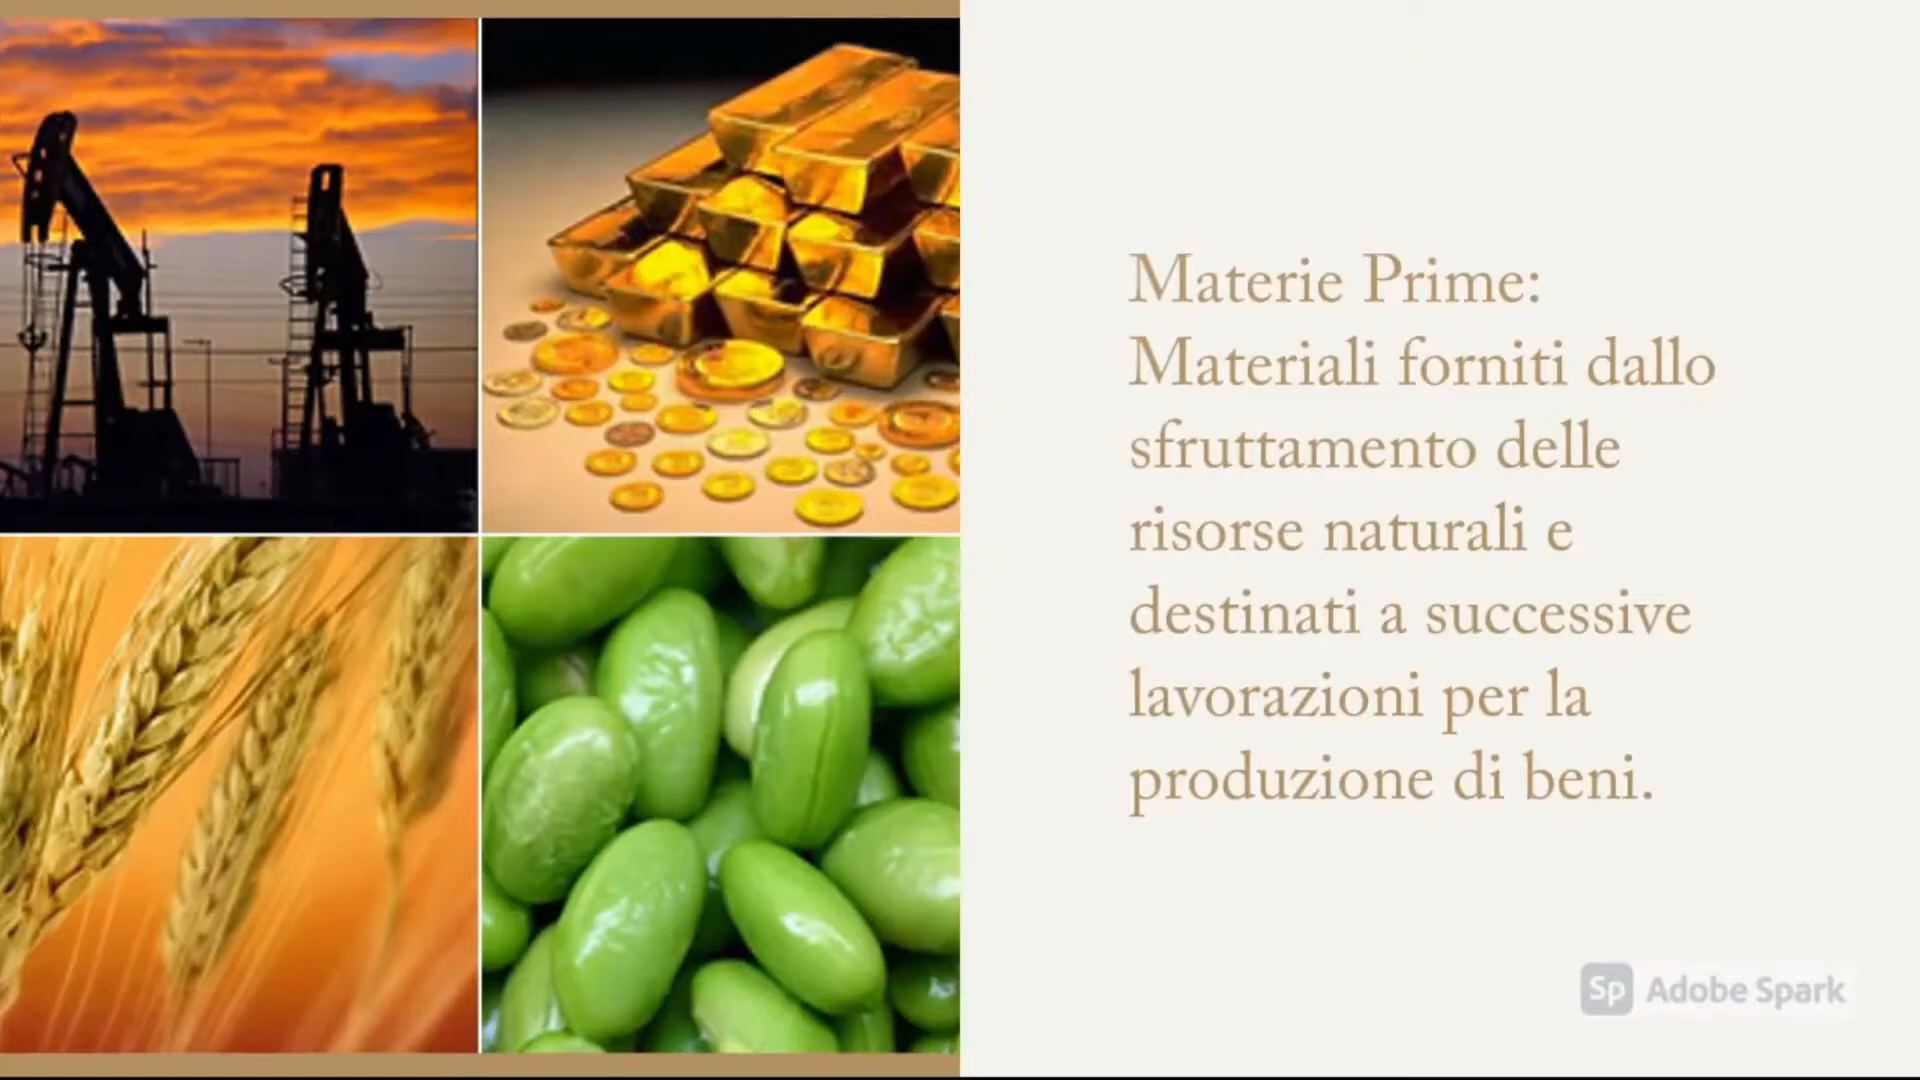 Materie Prime:
Materiali forniti dallo
sfruttamento delle
risorse naturali e
destinati a successive
lavorazioni per la
produzione di beni.
Sp Adobe Spark